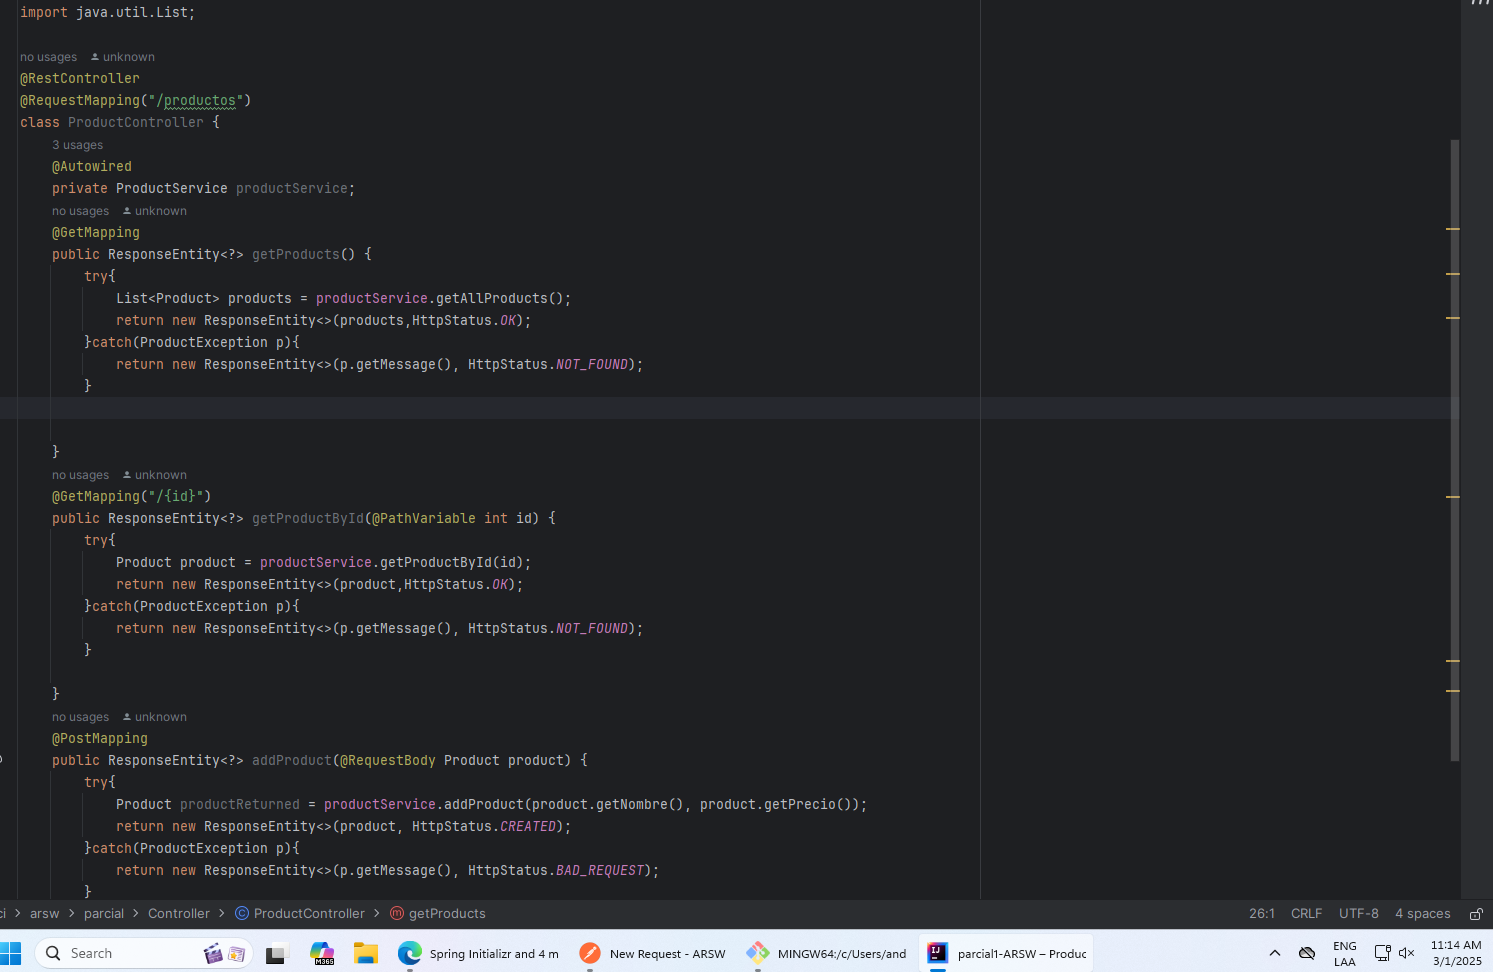 import java.util.List;
no usages unknown
@RestController
@RequestMapping("/productos")
class ProductController {
3 usages
@Autowired
private ProductService productService;
no usages unknown
@GetMapping
public ResponseEntity<?> getProducts() {
try{
List<Product> products = productService.getAllProducts();
return new ResponseEntity<>(products,HttpStatus.OK);
}catch(ProductException p){
return new ResponseEntity<>(p.getMessage(), HttpStatus.NOT_FOUND);
}
}
no usages unknown
@GetMapping("/{id}")
public ResponseEntity<?> getProductById(@PathVariable int id) {
try{
Product product = productService.getProductById(id);
return new ResponseEntity<>(product,HttpStatus.OK);
}catch(ProductException p){
return new ResponseEntity<>(p.getMessage(), HttpStatus.NOT_FOUND);
}
}
no usages unknown
@PostMapping
public ResponseEntity<?> addProduct(@RequestBody Product product) {
try{
Product productReturned = productService.addProduct(product.getNombre(), product.getPrecio());
return new ResponseEntity<>(product, HttpStatus.CREATED);
}catch(ProductException p){
return new ResponseEntity<>(p.getMessage(), HttpStatus.BAD_REQUEST);
}
ci > arsw > parcial > Controller > ProductController > getProducts 26:1 CRLF UTF-8 4 spaces
Search M365 Spring Initializr and 4 m New Request - ARSW MINGW64:/c/Users/and parcial1-ARSW – Produc ENG LAA 11:14 AM 3/1/2025